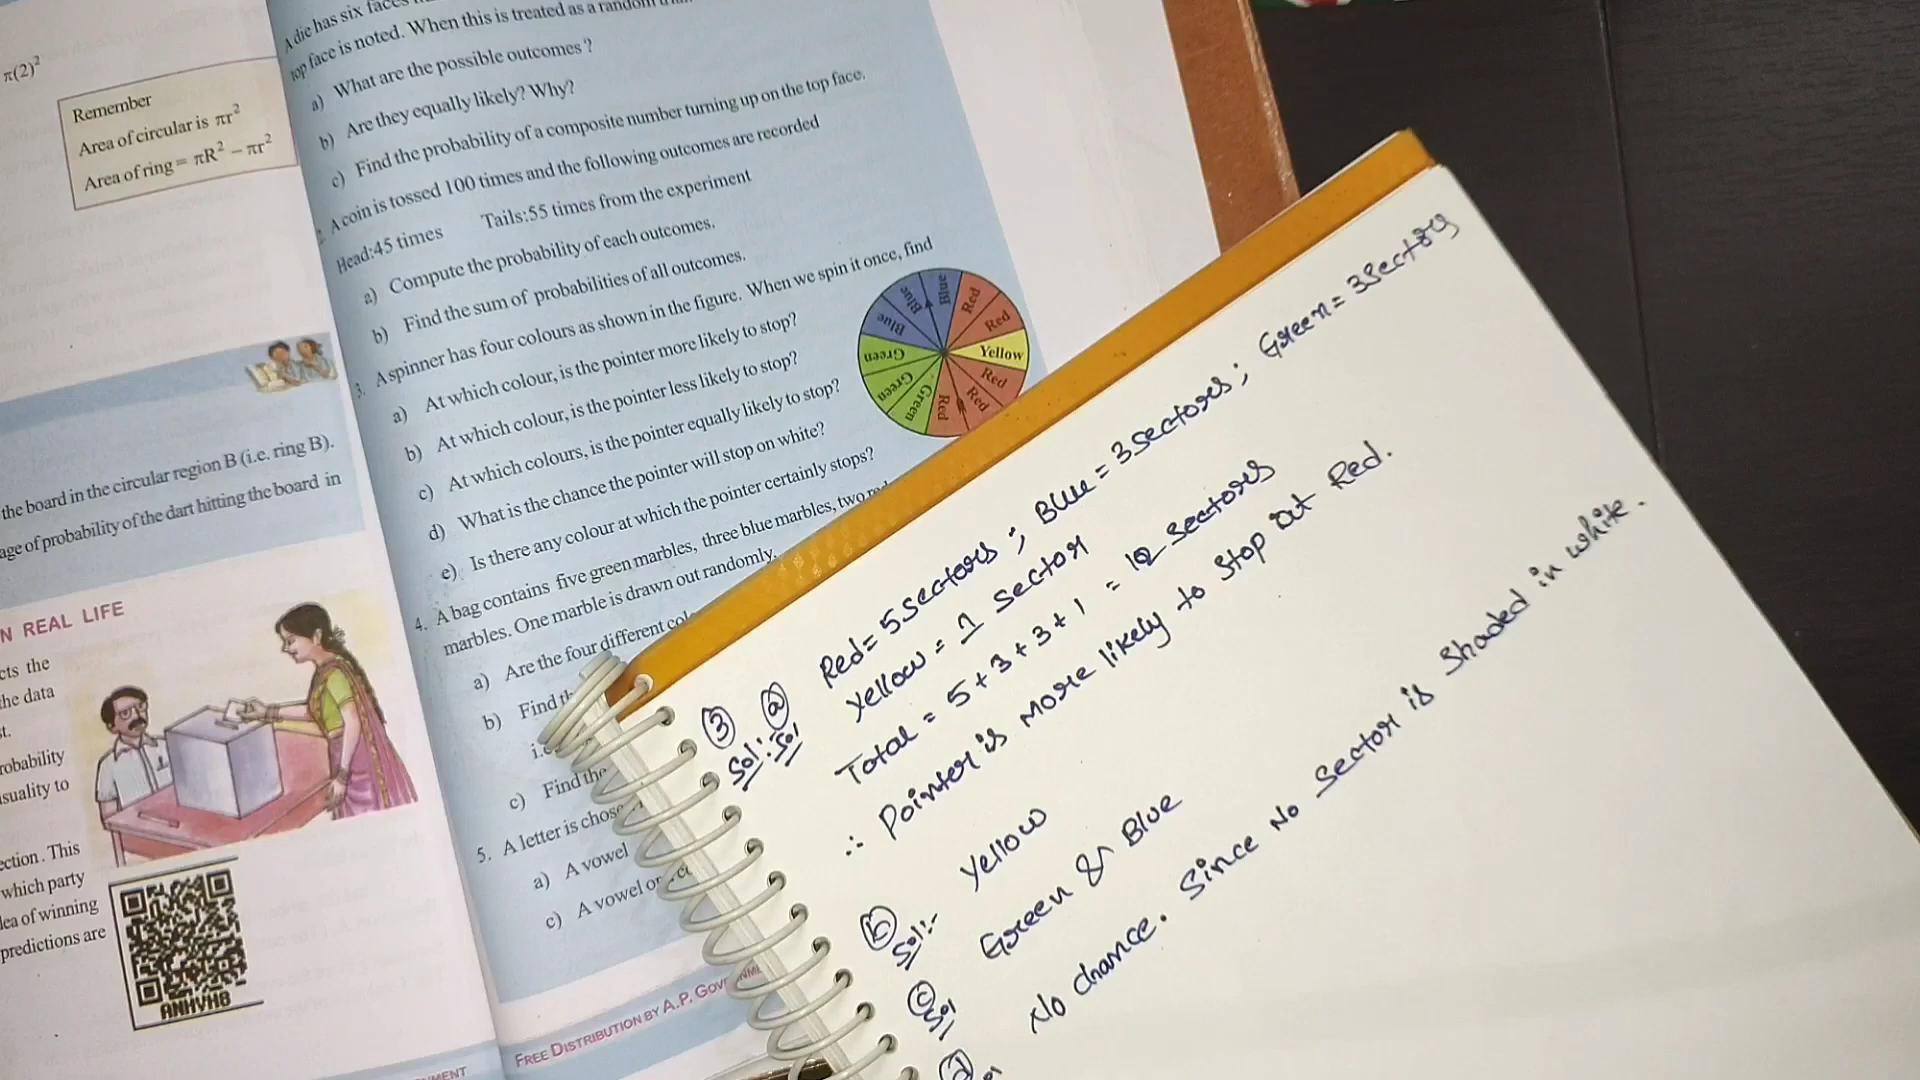 π(2)²
Remember
Area of circular is πr²
Area of ring = πR² − πr²
the board in the circular region B (i.e. ring B).
age of probability of the dart hitting the board in
N REAL LIFE
cts the
he data
st.
robability
suality to
ection. This
which party
lea of winning
predictions are
ANHVH8
A die has six faces
top face is noted. When this is treated as a random
a) What are the possible outcomes ?
b) Are they equally likely? Why?
c) Find the probability of a composite number turning up on the top face.
A coin is tossed 100 times and the following outcomes are recorded
Head:45 times Tails:55 times from the experiment
a) Compute the probability of each outcomes.
b) Find the sum of probabilities of all outcomes.
3. A spinner has four colours as shown in the figure. When we spin it once, find
a) At which colour, is the pointer more likely to stop?
b) At which colour, is the pointer less likely to stop?
c) At which colours, is the pointer equally likely to stop?
d) What is the chance the pointer will stop on white?
e) Is there any colour at which the pointer certainly stops?
Blue
Blue
Blue
Red
Red
Yellow
Red
Red
Red
Green
Green
Green
4. A bag contains five green marbles, three blue marbles, two red
marbles. One marble is drawn out randomly.
a) Are the four different col
b) Find th
i.e
c) Find the
5. A letter is chose
a) A vowel
c) A vowel or a c
FREE DISTRIBUTION BY A.P. GOVERNME
MENT
③ ⓐ Red = 5 sectors ; Blue = 3 sectores ; Green = 3 Sectors
Sol: Sol Yellow = 1 sector
Total = 5 + 3 + 3 + 1 = 12 sectores
∴ Pointer is more likely to stop at Red.
ⓑ Yellow
Sol:-
ⓒ Green & Blue
Sol
ⓓ No chance. Since No sector is shaded in white.